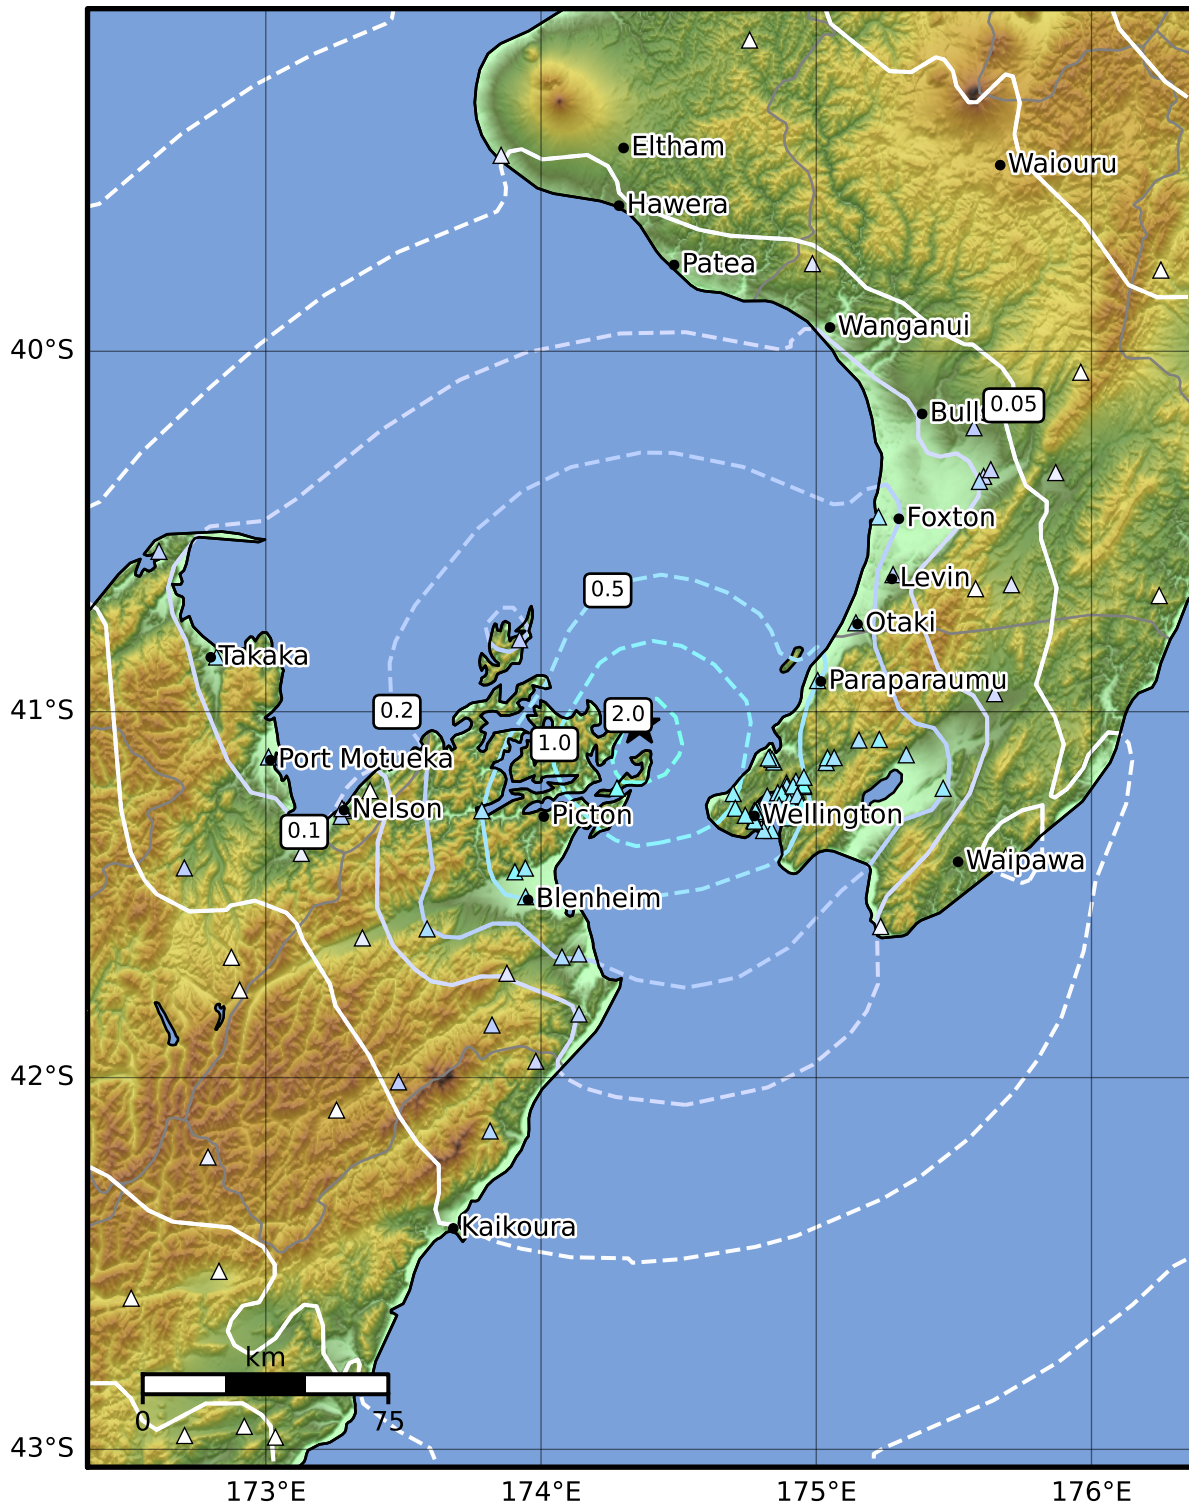 Eltham
Waiouru
Hawera
Patea
Wanganui
40°S
Bulls
0.05
Foxton
Levin
0.5
Otaki
Takaka
Paraparaumu
41°S
0.2
2.0
1.0
Port Motueka
Nelson
Picton
Wellington
0.1
Waipawa
Blenheim
42°S
Kaikoura
km
0
75
43°S
173°E
174°E
175°E
176°E